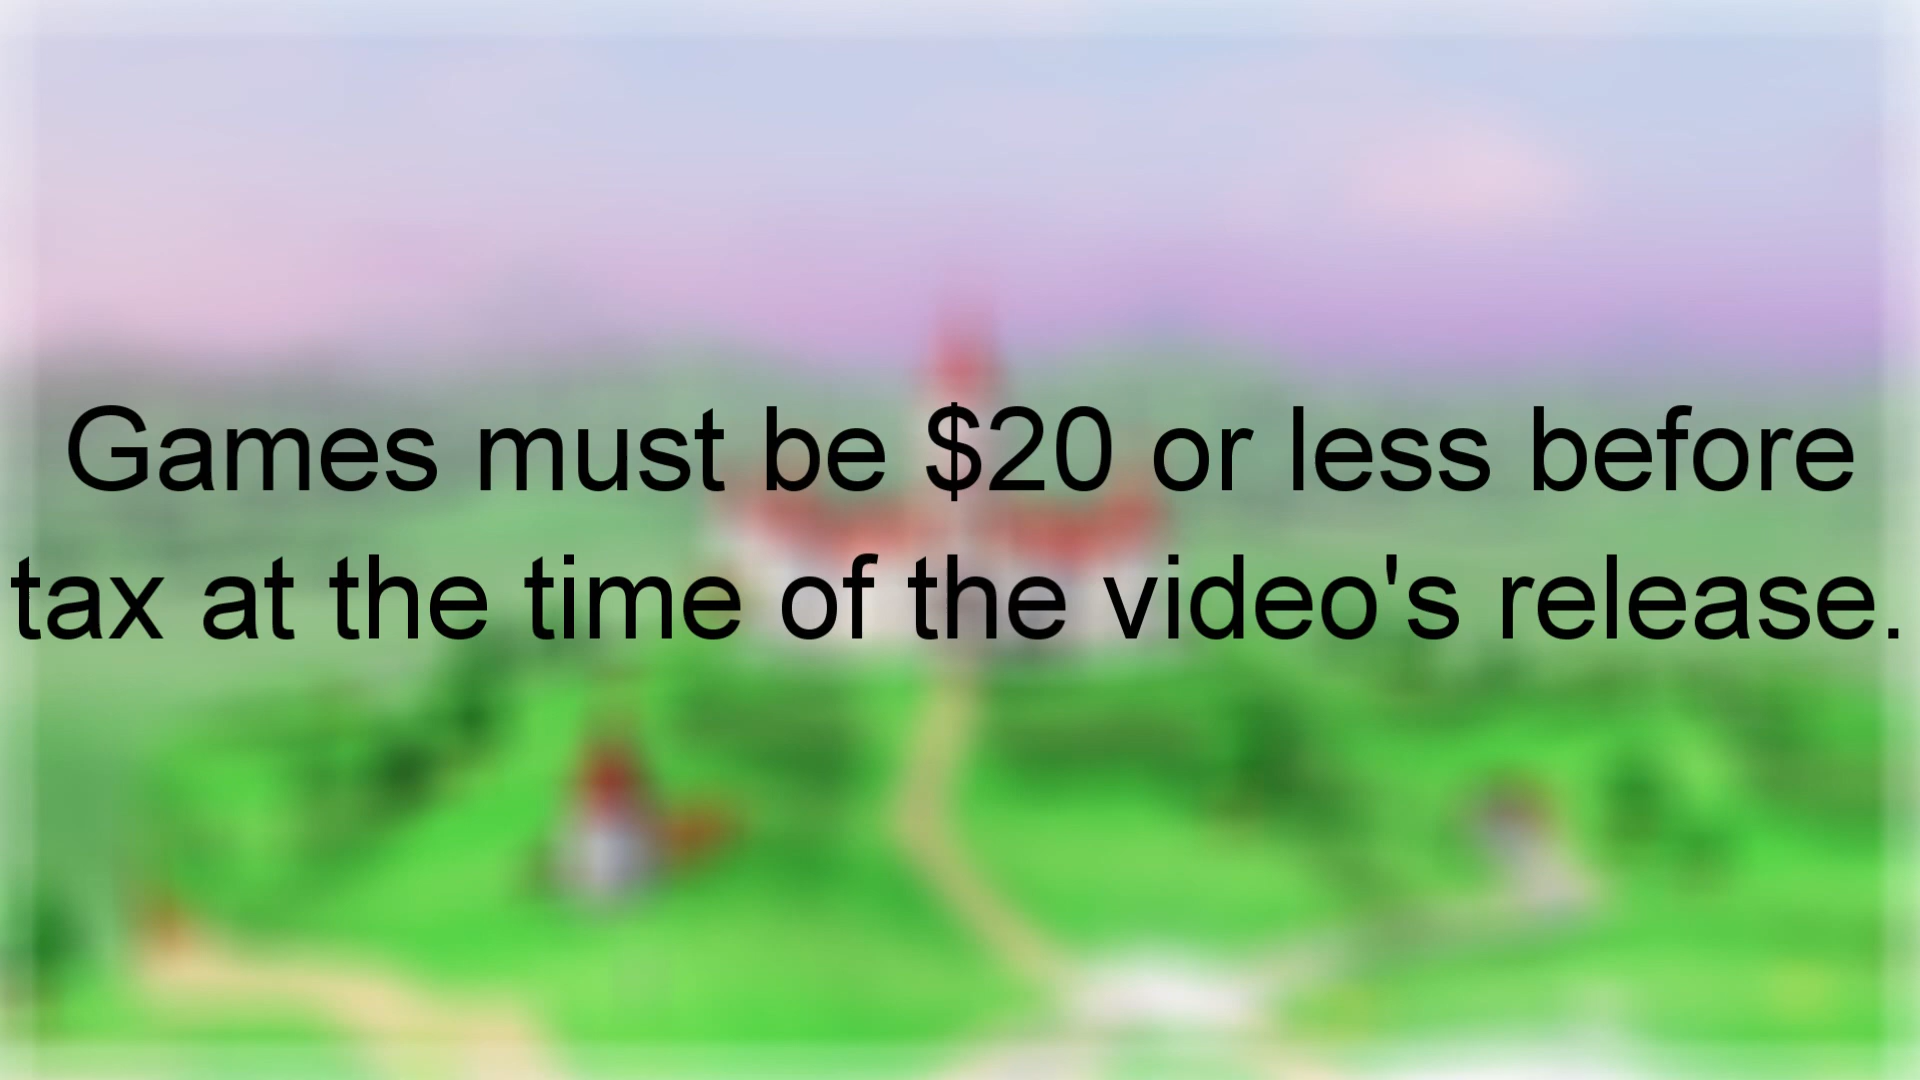 Games must be $20 or less before
tax at the time of the video's release.